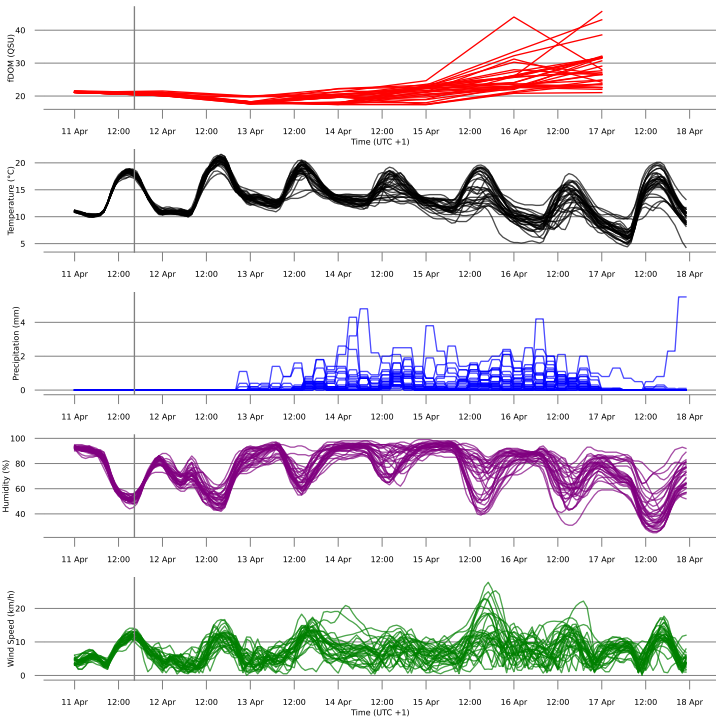 fDOM (QSU)
40
30
20
11 Apr 12:00 12 Apr 12:00 13 Apr 12:00 14 Apr 12:00 15 Apr 12:00 16 Apr 12:00 17 Apr 12:00 18 Apr
Time (UTC +1)
Temperature (°C)
20
15
10
5
11 Apr 12:00 12 Apr 12:00 13 Apr 12:00 14 Apr 12:00 15 Apr 12:00 16 Apr 12:00 17 Apr 12:00 18 Apr
Precipitation (mm)
4
2
0
11 Apr 12:00 12 Apr 12:00 13 Apr 12:00 14 Apr 12:00 15 Apr 12:00 16 Apr 12:00 17 Apr 12:00 18 Apr
Humidity (%)
100
80
60
40
11 Apr 12:00 12 Apr 12:00 13 Apr 12:00 14 Apr 12:00 15 Apr 12:00 16 Apr 12:00 17 Apr 12:00 18 Apr
Wind Speed (km/h)
20
10
0
11 Apr 12:00 12 Apr 12:00 13 Apr 12:00 14 Apr 12:00 15 Apr 12:00 16 Apr 12:00 17 Apr 12:00 18 Apr
Time (UTC +1)